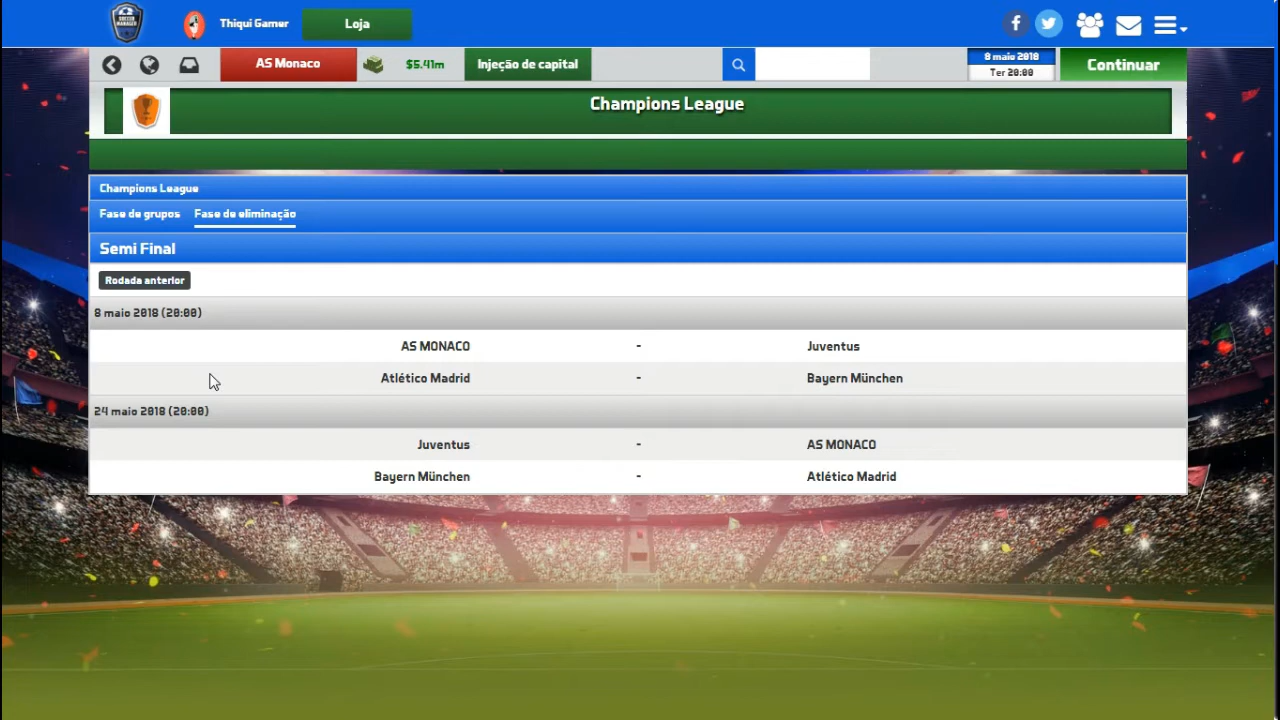 SOCCER MANAGER
Thiqui Gamer
Loja
AS Monaco
$5.41m
Injeção de capital
8 maio 2018
Ter 20:00
Continuar
Champions League
Champions League
Fase de grupos Fase de eliminação
Semi Final
Rodada anterior
8 maio 2018 (20:00)
AS MONACO - Juventus
Atlético Madrid - Bayern München
24 maio 2018 (20:00)
Juventus - AS MONACO
Bayern München - Atlético Madrid